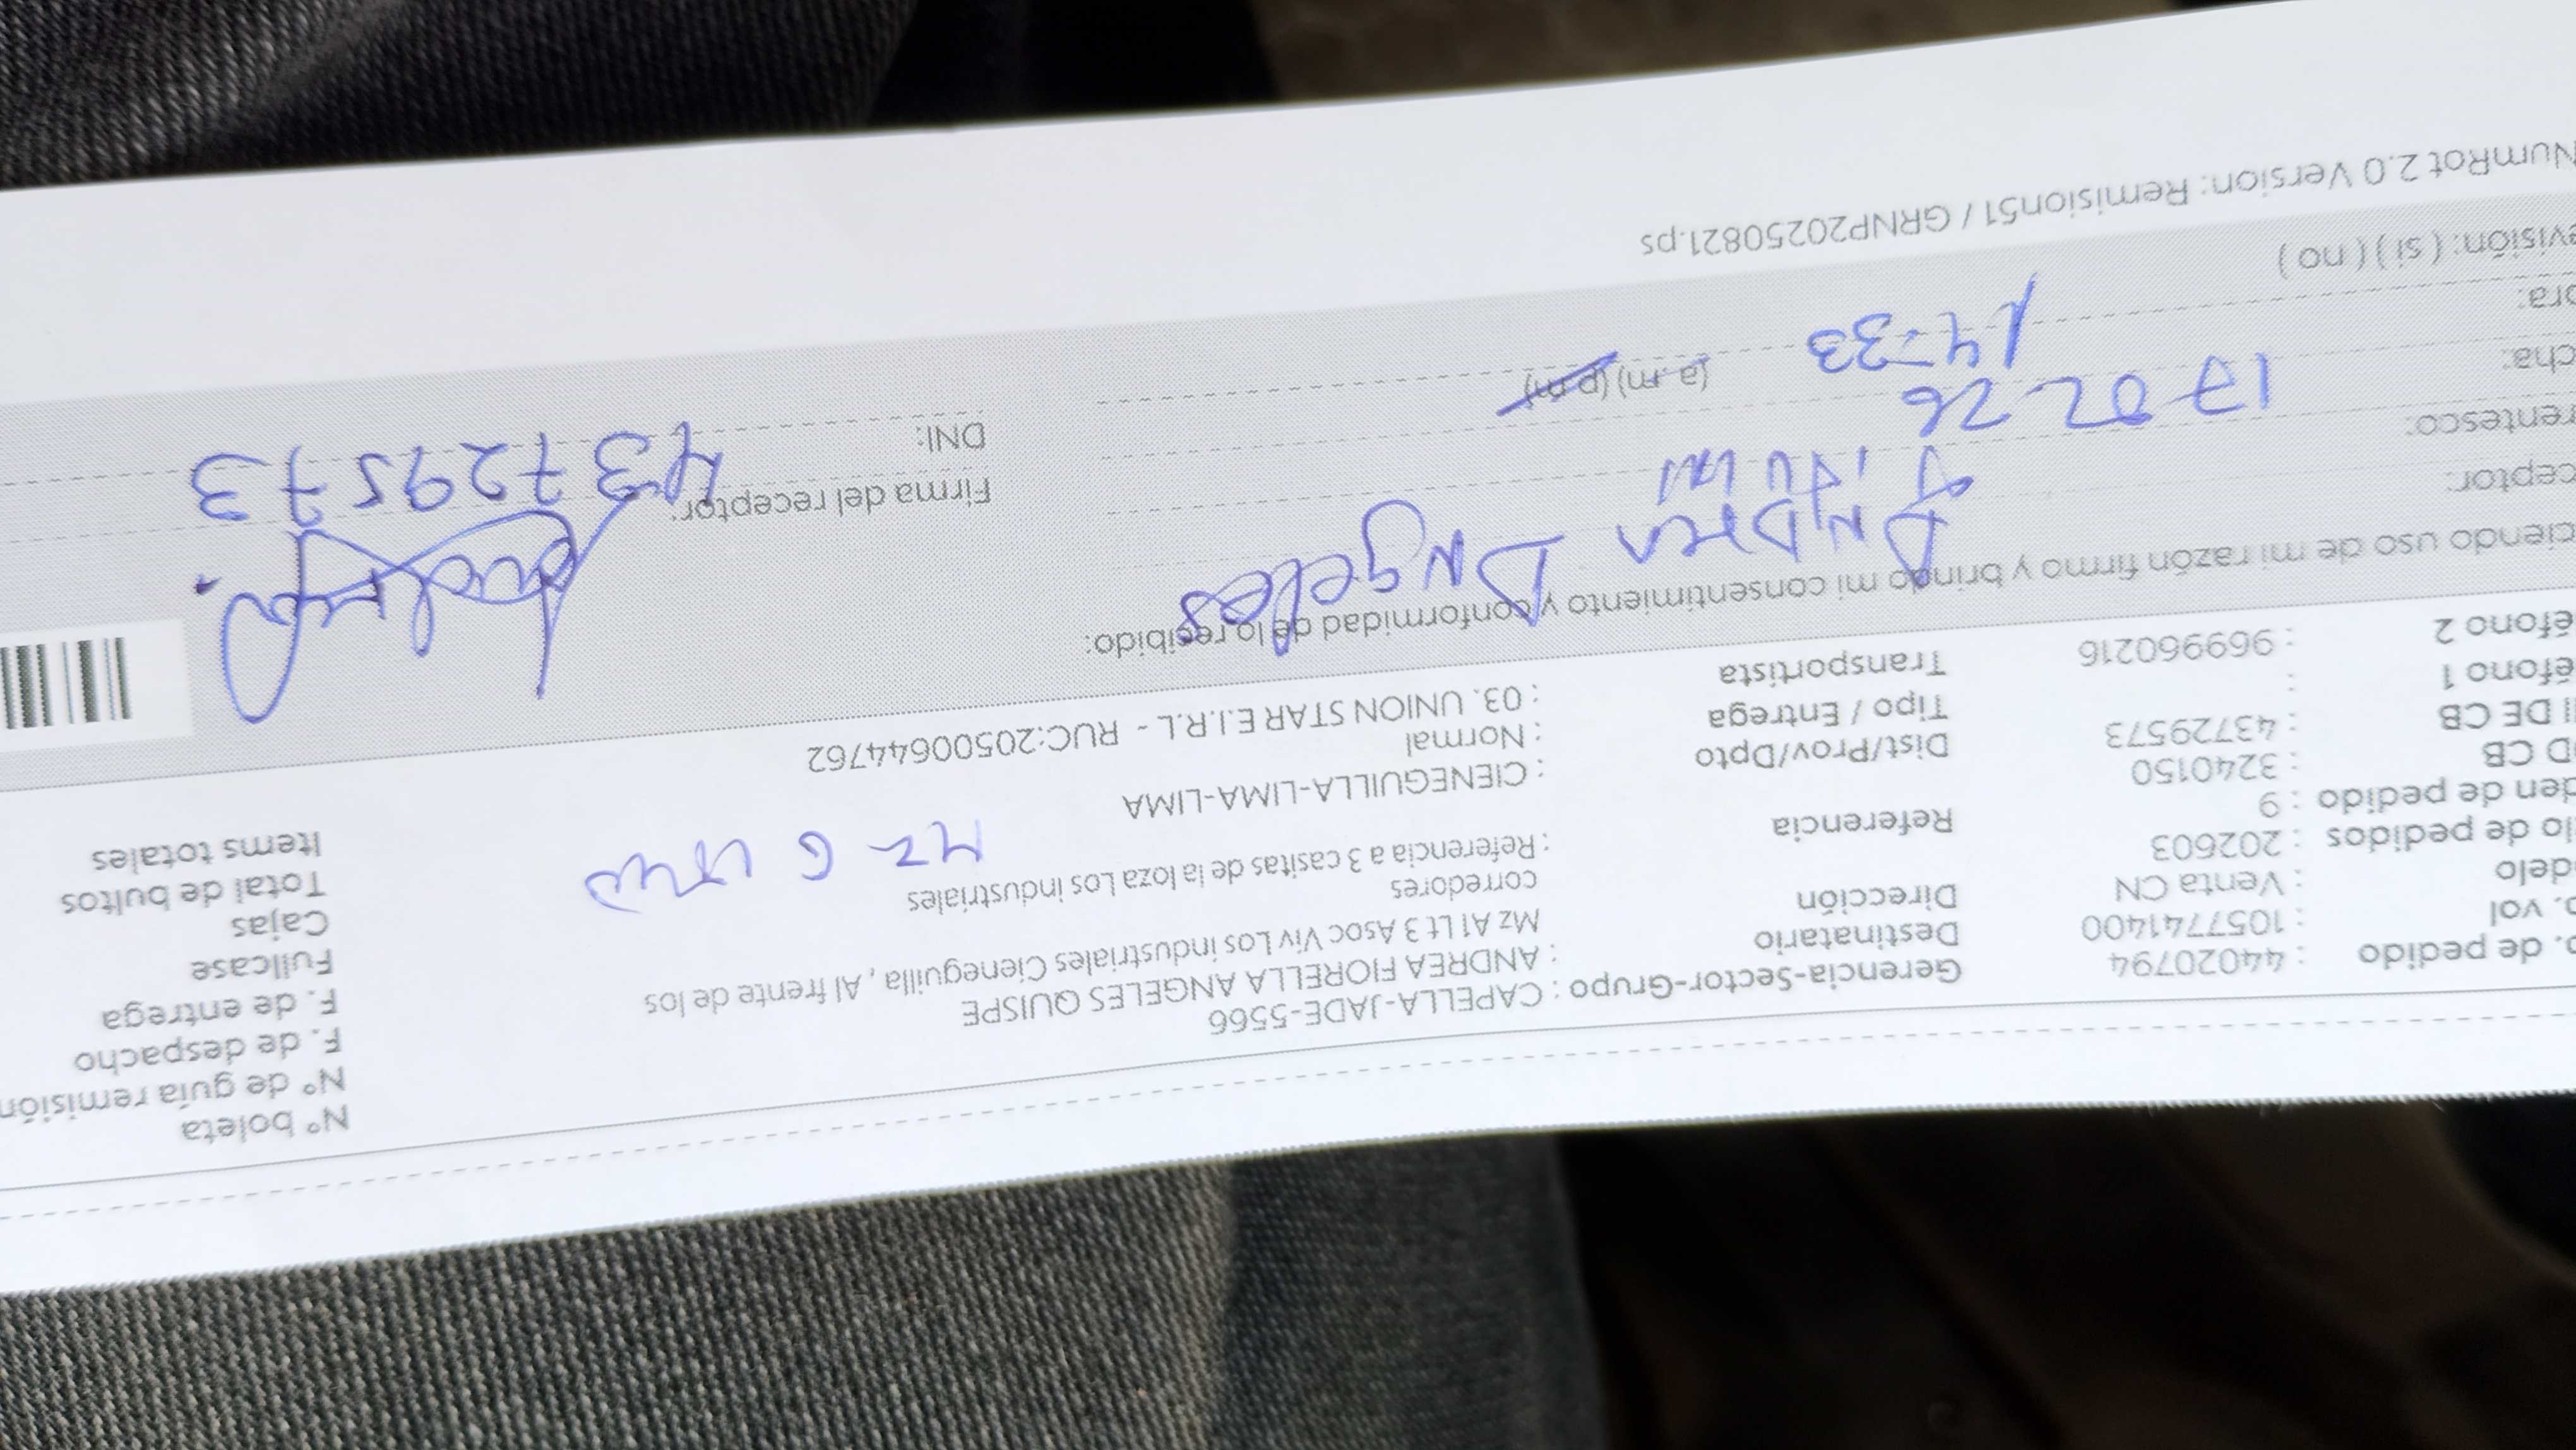 Nº boleta
Nº de guía remisión
F. de despacho
F. de entrega
Fullcase
Cajas
Total de bultos
Items totales
o. de pedido : 44020794
o. vol : 1057741400
delo : Venta CN
lo de pedidos : 202603
den de pedido : 9
D CB : 3240150
I DE CB : 43729573
éfono 1 :
éfono 2 : 969960216
Gerencia-Sector-Grupo : CAPELLA-JADE-5566
Destinatario : ANDREA FIORELLA ANGELES QUISPE
Dirección Mz A1 Lt 3 Asoc Viv Los industriales Cieneguilla , Al frente de los
corredores
Referencia : Referencia a 3 casitas de la loza Los industriales
Mz G
Dist/Prov/Dpto : CIENEGUILLA-LIMA-LIMA
Tipo / Entrega : Normal
Transportista : 03. UNION STAR E.I.R.L - RUC:20500644762
ciendo uso de mi razón firmo y brindo mi consentimiento y conformidad de lo recibido:
ceptor: Andrea Angeles
rentesco:
cha: 17 02 26
ora: 14-33 (a.m) (p.m)
evisión: ( si ) ( no )
Firma del receptor:
DNI: 43729573
NumRot 2.0 Version: Remision51 / GRNP20250821.ps